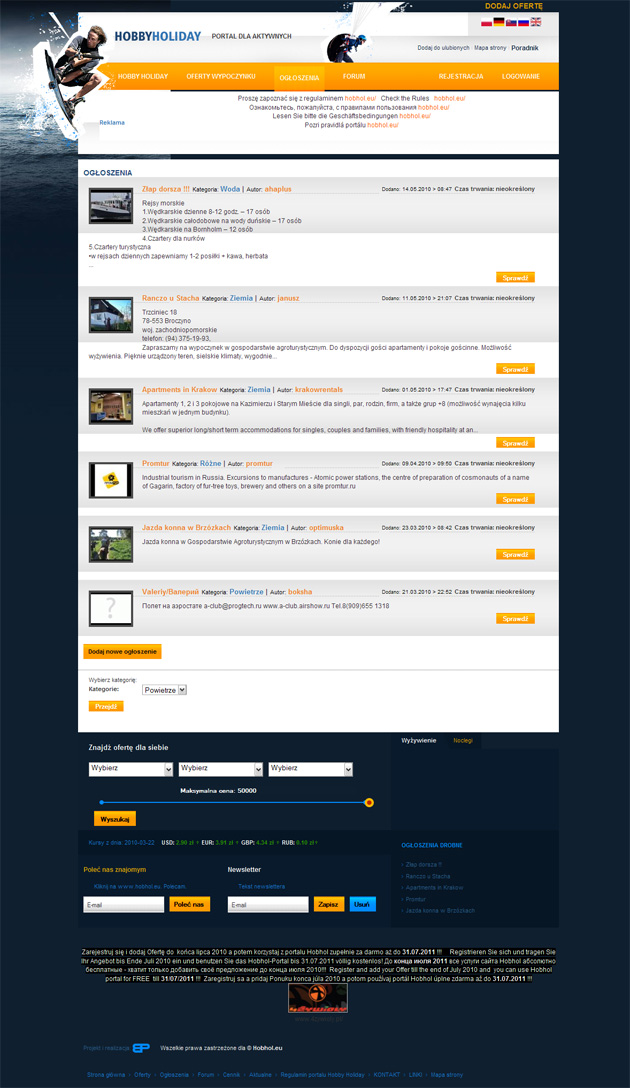 DODAJ OFERTĘ
HOBBYHOLIDAY PORTAL DLA AKTYWNYCH
Dodaj do ulubionych Mapa strony Poradnik
HOBBY HOLIDAY OFERTY WYPOCZYNKU OGŁOSZENIA FORUM REJESTRACJA LOGOWANIE
Proszę zapoznać się z regulaminem hobhol.eu/ Check the Rules hobhol.eu/
Ознакомьтесь, пожалуйста, с правилами пользования hobhol.eu/
Lesen Sie bitte die Geschäftsbedingungen hobhol.eu/
Pozri pravidlá portálu hobhol.eu/
Reklama
OGŁOSZENIA
Złap dorsza !!! Kategoria: Woda | Autor: ahaplus Dodano: 14.05.2010 > 08:47 Czas trwania: nieokreślony
Rejsy morskie
1.Wędkarskie dzienne 8-12 godz. – 17 osób
2.Wędkarskie całodobowe na wody duńskie – 17 osób
3.Wędkarskie na Bornholm – 12 osób
4.Czartery dla nurków
5.Czartery turystyczna
•w rejsach dziennych zapewniamy 1-2 posiłki + kawa, herbata
...
Sprawdź
Ranczo u Stacha Kategoria: Ziemia | Autor: janusz Dodano: 11.05.2010 > 21:07 Czas trwania: nieokreślony
Trzciniec 18
78-553 Broczyno
woj. zachodniopomorskie
telefon: (94) 375-19-93,
Zapraszamy na wypoczynek w gospodarstwie agroturystycznym. Do dyspozycji gości apartamenty i pokoje gościnne. Możliwość
wyżywienia. Pięknie urządzony teren, sielskie klimaty, wygodnie...
Sprawdź
Apartments in Krakow Kategoria: Ziemia | Autor: krakowrentals Dodano: 01.05.2010 > 17:47 Czas trwania: nieokreślony
Apartamenty 1, 2 i 3 pokojowe na Kazimierzu i Starym Mieście dla singli, par, rodzin, firm, a także grup +8 (możliwość wynajęcia kilku
mieszkań w jednym budynku).
We offer superior long/short term accommodations for singles, couples and families, with friendly hospitality at an...
Sprawdź
Promtur Kategoria: Różne | Autor: promtur Dodano: 09.04.2010 > 09:50 Czas trwania: nieokreślony
Industrial tourism in Russia. Excursions to manufactures - Atomic power stations, the centre of preparation of cosmonauts of a name
of Gagarin, factory of fur-tree toys, brewery and others on a site promtur.ru
Sprawdź
Jazda konna w Brzózkach Kategoria: Ziemia | Autor: optimuska Dodano: 23.03.2010 > 08:42 Czas trwania: nieokreślony
Jazda konna w Gospodarstwie Agroturystycznym w Brzózkach. Konie dla każdego!
Sprawdź
Valeriy/Валерий Kategoria: Powietrze | Autor: boksha Dodano: 21.03.2010 > 22:52 Czas trwania: nieokreślony
Полет на аэростате a-club@progtech.ru www.a-club.airshow.ru Tel.8(909)655 1318
Sprawdź
Dodaj nowe ogłoszenie
Wybierz kategorię:
Kategorie: Powietrze
Przejdź
Znajdź ofertę dla siebie
Wyżywienie Noclegi
Wybierz Wybierz Wybierz
Maksymalna cena: 50000
Wyszukaj
Kursy z dnia: 2010-03-22 USD: 2,90 zł EUR: 3,91 zł GBP: 4,34 zł RUB: 0,10 zł
OGŁOSZENIA DROBNE
› Złap dorsza !!!
› Ranczo u Stacha
› Apartments in Krakow
› Promtur
› Jazda konna w Brzózkach
Poleć nas znajomym
Kliknij na www.hobhol.eu Polecam.
E-mail Poleć nas
Newsletter
Tekst newslettera
E-mail Zapisz Usuń
Zarejestruj się i dodaj Ofertę do końca lipca 2010 a potem korzystaj z portalu Hobhol zupełnie za darmo aż do 31.07.2011 !!! Registrieren Sie sich und tragen Sie
Ihr Angebot bis Ende Juli 2010 ein und benutzen Sie das Hobhol-Portal bis 31.07.2011 völlig kostenlos! До конца июля 2011 все услуги сайта Hobhol абсолютно
бесплатные - хватит только добавить своё предложение до конца июля 2010!!! Register and add your Offer till the end of July 2010 and you can use Hobhol
portal for FREE till 31/07/2011 !!! Zaregistruj sa a pridaj Ponuku konca júla 2010 a potom používaj portál Hobhol úplne zdarma až do 31.07.2011 !!!
Projekt i realizacja: Wszelkie prawa zastrzeżone dla © Hobhol.eu
Strona główna › Oferty › Ogłoszenia › Forum › Cennik › Aktualne › Regulamin portalu Hobby Holiday › KONTAKT › LINKI › Mapa strony